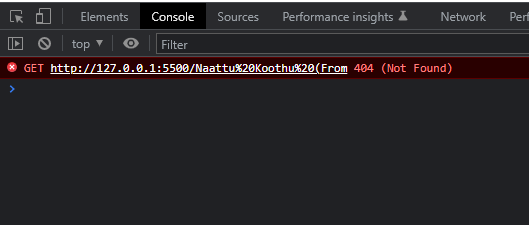 Elements Console Sources Performance insights Network Perf
top Filter
GET http://127.0.0.1:5500/Naattu%20Koothu%20(From 404 (Not Found)